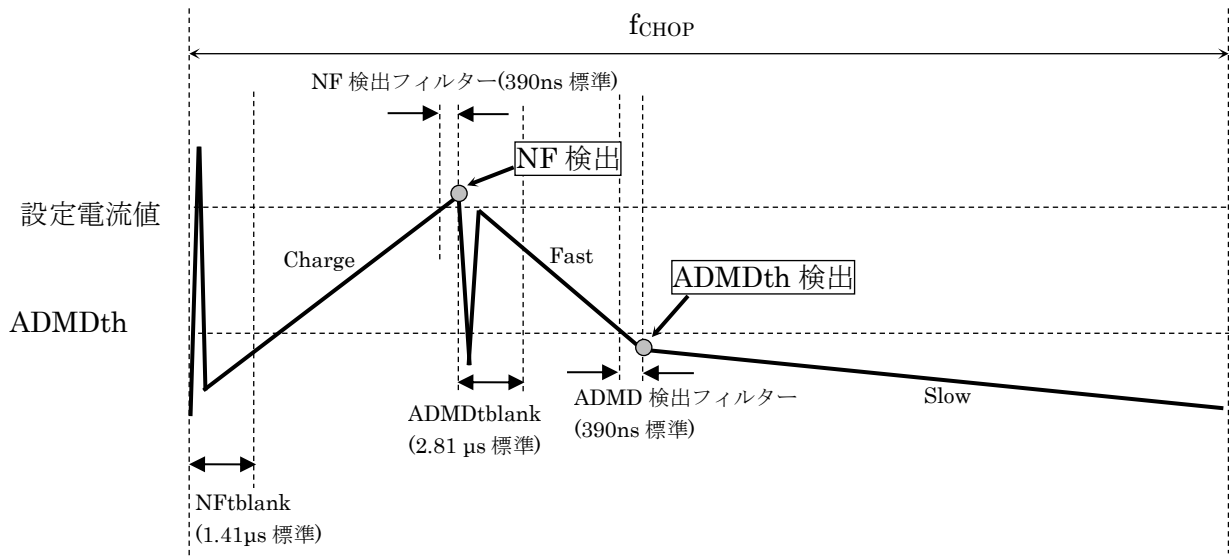 fCHOP
NF 検出フィルター(390ns 標準)
NF 検出
設定電流値
Charge
Fast
ADMDth 検出
ADMDth
ADMDtblank
(2.81 µs 標準)
ADMD 検出フィルター
(390ns 標準)
Slow
NFtblank
(1.41µs 標準)